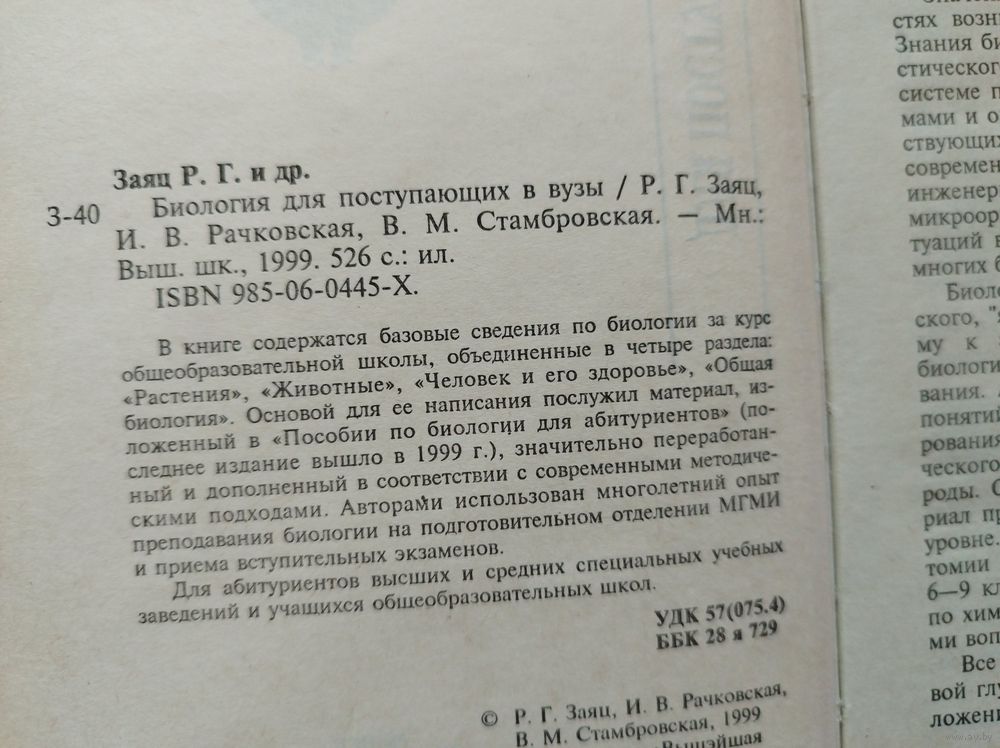 Заяц Р. Г. и др.
З-40 Биология для поступающих в вузы / Р. Г. Заяц,
И. В. Рачковская, В. М. Стамбровская. — Мн.:
Выш. шк., 1999. 526 с.: ил.
ISBN 985-06-0445-X.
В книге содержатся базовые сведения по биологии за курс
общеобразовательной школы, объединенные в четыре раздела:
«Растения», «Животные», «Человек и его здоровье», «Общая
биология». Основой для ее написания послужил материал, из-
ложенный в «Пособии по биологии для абитуриентов» (по-
следнее издание вышло в 1999 г.), значительно переработан-
ный и дополненный в соответствии с современными методиче-
скими подходами. Авторами использован многолетний опыт
преподавания биологии на подготовительном отделении МГМИ
и приема вступительных экзаменов.
Для абитуриентов высших и средних специальных учебных
заведений и учащихся общеобразовательных школ.
УДК 57(075.4)
ББК 28 я 729
© Р. Г. Заяц, И. В. Рачковская,
В. М. Стамбровская, 1999
Вышэйшая
стях возн
Знания би
стического
системе п
мами и о
ствующих
современ
инженер
микроор
туаций в
многих б
Биоло
ского, "я
му к
биологи
вания.
понятий
рования
ческого
роды. С
риал пр
уровне.
томии
6—9 кл
по хим
ми воп
Все
вой глу
ложени
www.ay.by